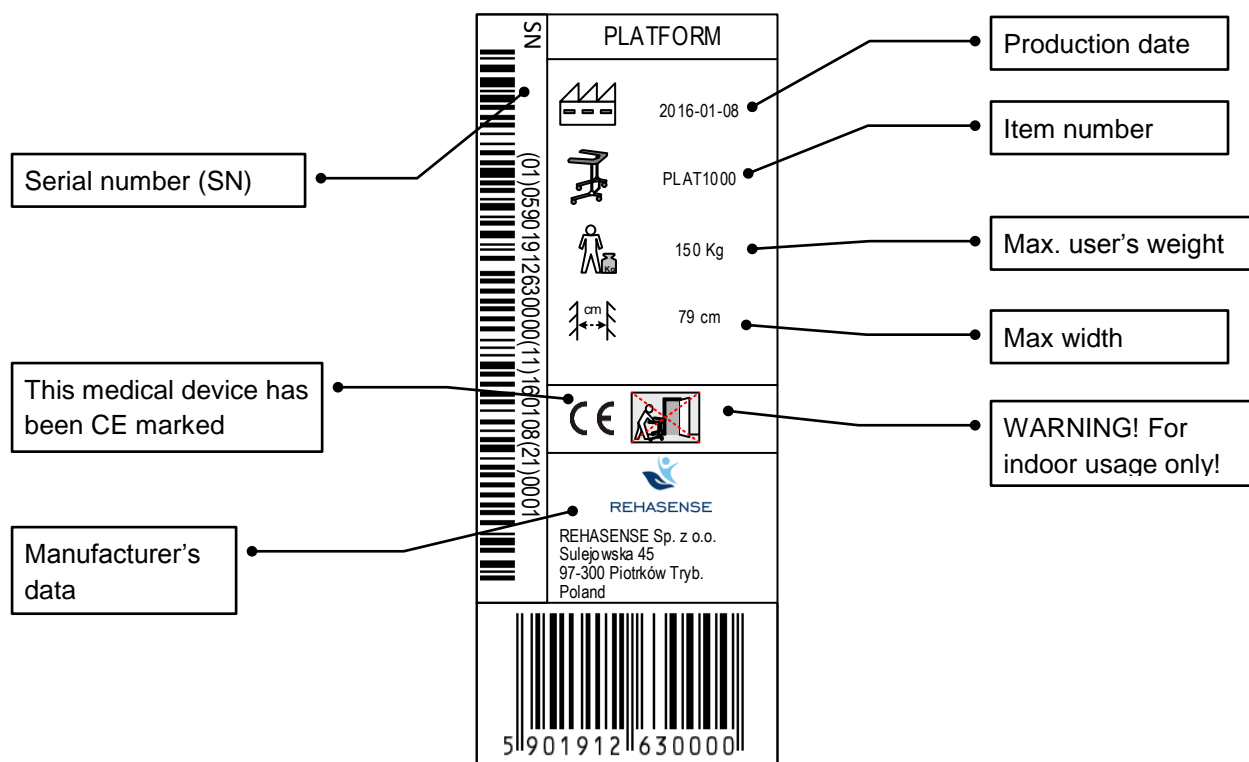 SN
PLATFORM
Production date
2016-01-08
Item number
Serial number (SN)
(01)05901912630000(11)160108(21)0001
PLAT1000
Max. user's weight
150 Kg
Kg
cm
79 cm
Max width
This medical device has
been CE marked
CE
WARNING! For
indoor usage only!
REHASENSE
Manufacturer's
data
REHASENSE Sp. z o.o.
Sulejowska 45
97-300 Piotrków Tryb.
Poland
5 901912 630000